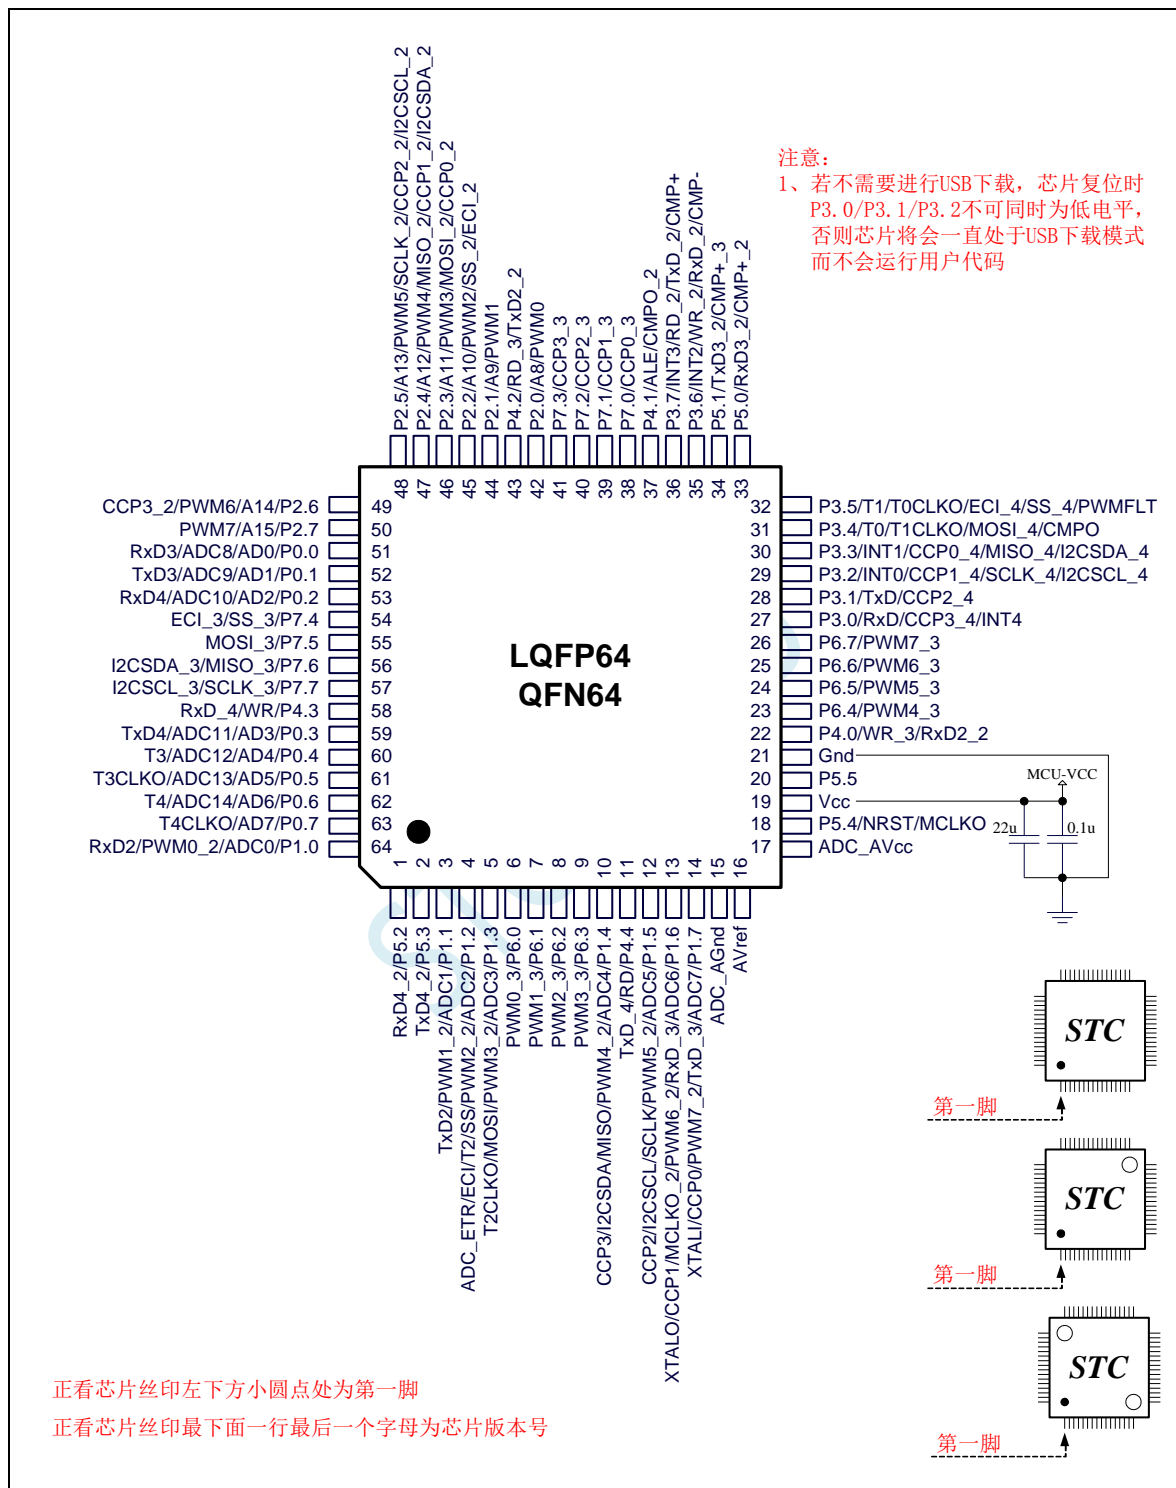 P2.5/A13/PWM5/SCLK_2/CCP2_2/I2CSCL_2
P2.4/A12/PWM4/MISO_2/CCP1_2/I2CSDA_2
P2.3/A11/PWM3/MOSI_2/CCP0_2
P2.2/A10/PWM2/SS_2/ECI_2
P2.1/A9/PWM1
P4.2/RD_3/TxD2_2
P2.0/A8/PWM0
P7.3/CCP3_3
P7.2/CCP2_3
P7.1/CCP1_3
P7.0/CCP0_3
P4.1/ALE/CMPO_2
P3.7/INT3/RD_2/TxD_2/CMP+
P3.6/INT2/WR_2/RxD_2/CMP-
P5.1/TxD3_2/CMP+_3
P5.0/RxD3_2/CMP+_2
注意:
1、若不需要进行USB下载，芯片复位时
P3.0/P3.1/P3.2不可同时为低电平，
否则芯片将会一直处于USB下载模式
而不会运行用户代码
48 47 46 45 44 43 42 41 40 39 38 37 36 35 34 33
CCP3_2/PWM6/A14/P2.6 49
PWM7/A15/P2.7 50
RxD3/ADC8/AD0/P0.0 51
TxD3/ADC9/AD1/P0.1 52
RxD4/ADC10/AD2/P0.2 53
ECI_3/SS_3/P7.4 54
MOSI_3/P7.5 55
I2CSDA_3/MISO_3/P7.6 56
I2CSCL_3/SCLK_3/P7.7 57
RxD_4/WR/P4.3 58
TxD4/ADC11/AD3/P0.3 59
T3/ADC12/AD4/P0.4 60
T3CLKO/ADC13/AD5/P0.5 61
T4/ADC14/AD6/P0.6 62
T4CLKO/AD7/P0.7 63
RxD2/PWM0_2/ADC0/P1.0 64
LQFP64
QFN64
32 P3.5/T1/T0CLKO/ECI_4/SS_4/PWMFLT
31 P3.4/T0/T1CLKO/MOSI_4/CMPO
30 P3.3/INT1/CCP0_4/MISO_4/I2CSDA_4
29 P3.2/INT0/CCP1_4/SCLK_4/I2CSCL_4
28 P3.1/TxD/CCP2_4
27 P3.0/RxD/CCP3_4/INT4
26 P6.7/PWM7_3
25 P6.6/PWM6_3
24 P6.5/PWM5_3
23 P6.4/PWM4_3
22 P4.0/WR_3/RxD2_2
21 Gnd
20 P5.5
19 Vcc
18 P5.4/NRST/MCLKO
17 ADC_AVcc
MCU-VCC
22u
0.1u
1 2 3 4 5 6 7 8 9 10 11 12 13 14 15 16
RxD4_2/P5.2
TxD4_2/P5.3
TxD2/PWM1_2/ADC1/P1.1
ADC_ETR/ECI/T2/SS/PWM2_2/ADC2/P1.2
T2CLKO/MOSI/PWM3_2/ADC3/P1.3
PWM0_3/P6.0
PWM1_3/P6.1
PWM2_3/P6.2
PWM3_3/P6.3
CCP3/I2CSDA/MISO/PWM4_2/ADC4/P1.4
TxD_4/RD/P4.4
CCP2/I2CSCL/SCLK/PWM5_2/ADC5/P1.5
XTALO/CCP1/MCLKO_2/PWM6_2/RxD_3/ADC6/P1.6
XTALI/CCP0/PWM7_2/TxD_3/ADC7/P1.7
ADC_AGnd
AVref
STC
第一脚
STC
第一脚
STC
第一脚
正看芯片丝印左下方小圆点处为第一脚
正看芯片丝印最下面一行最后一个字母为芯片版本号